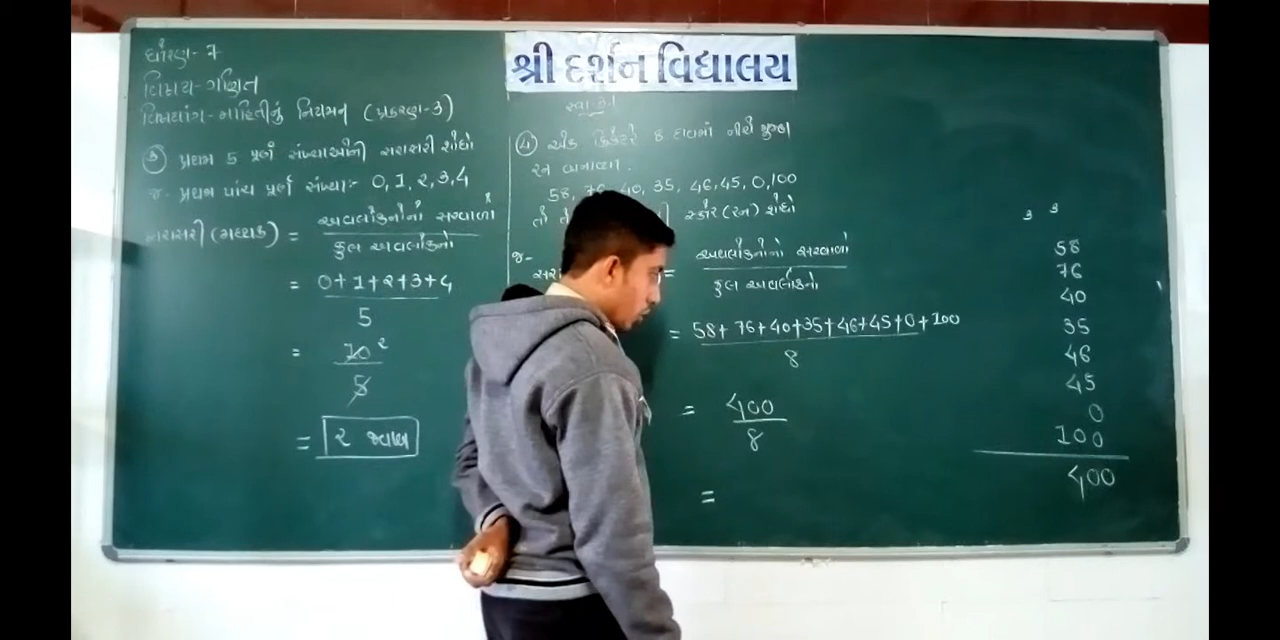 શ્રી દર્શન વિદ્યાલય
ધોરણ - 7
વિષય - ગણિત
વિષયાંગ - માહિતીનું નિયમન (પ્રકરણ - 3)
③ પ્રથમ 5 પૂર્ણ સંખ્યાઓની સરાસરી શોધો
જ. પ્રથમ પાંચ પૂર્ણ સંખ્યા:- 0, 1, 2, 3, 4
સરાસરી (મધ્યક) = અવલોકનોનો સરવાળો
કુલ અવલોકનો
= 0+1+2+3+4
5
= 10 2
5
= 2 જવાબ
④ એક ક્રિકેટરે 8 દાવમાં નીચે મુજબ
રન બનાવ્યા.
58, 76, 40, 35, 46, 45, 0, 100
તો સ્કોર (રન) શોધો
જ-
= અવલોકનોનો સરવાળો
કુલ અવલોકનો
= 58+76+40+35+46+45+0+100
8
= 400
8
=
3 3
58
76
40
35
46
45
0
100
400